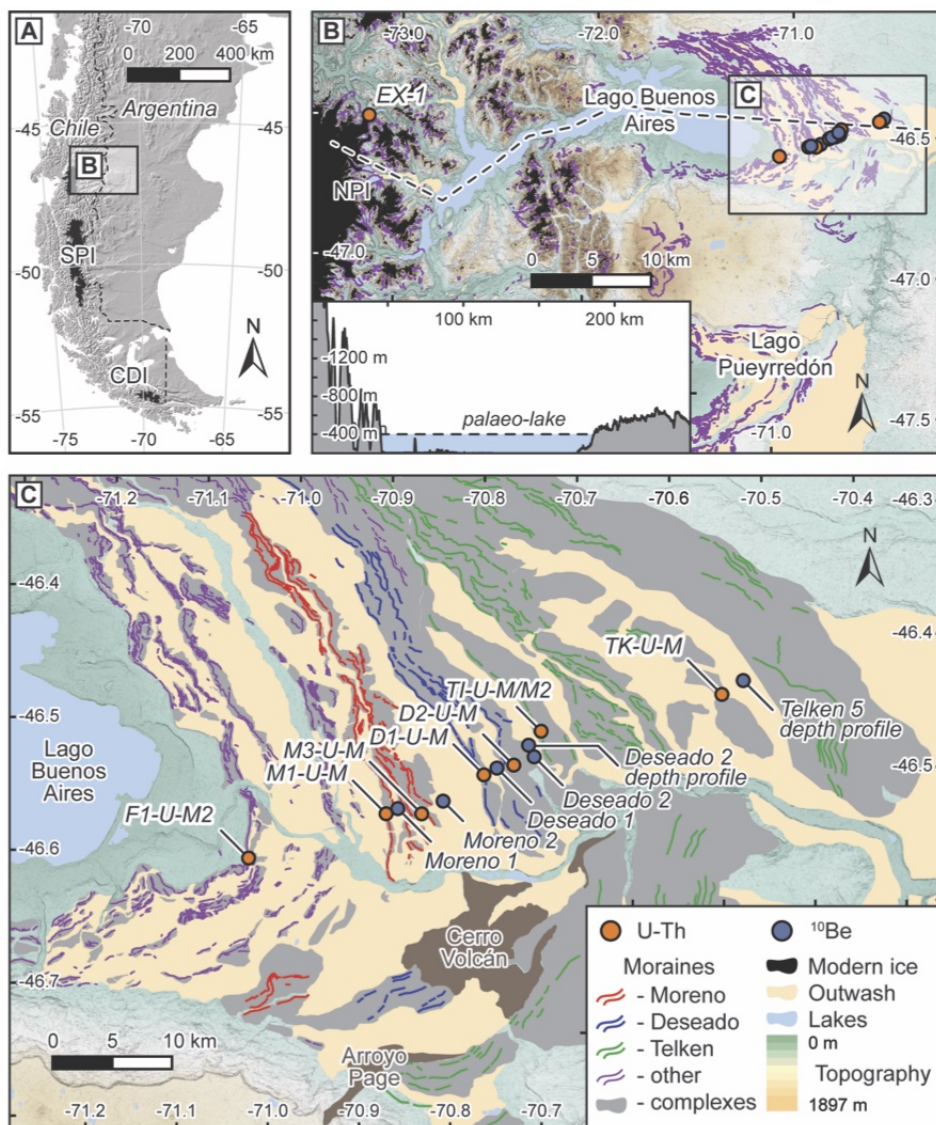 A
-70
65
0 200 400 km
Argentina
-45
Chile
B
SPI
-50
N
CDI
-55
-75
-70
-65
B
-73.0
-72.0
-71.0
EX-1
Lago Buenos
Aires
C
-46.5
NPI
-47.0
0 5 10 km
-47.0
100 km
200 km
-1200 m
-800 m
-400 m
palaeo-lake
Lago
Pueyrredón
N
-71.0
-47.5
C
-71.2
-71.1
-71.0
-70.9
-70.8
-70.7
-70.6
-70.5
-70.4
-46.3
N
-46.4
-46.4
TK-U-M
TI-U-M/M2
D2-U-M
D1-U-M
Telken 5
depth profile
-46.5
-46.5
Lago
Buenos
Aires
M3-U-M
M1-U-M
Deseado 2
depth profile
Deseado 2
Deseado 1
F1-U-M2
Moreno 2
Moreno 1
-46.6
Cerro
Volcán
-46.7
0 5 10 km
Arroyo
Page
-71.2
-71.1
-71.0
-70.9
-70.8
-70.7
U-Th
¹⁰Be
Moraines
Modern ice
- Moreno
Outwash
- Deseado
Lakes
- Telken
0 m
- other
Topography
- complexes
1897 m